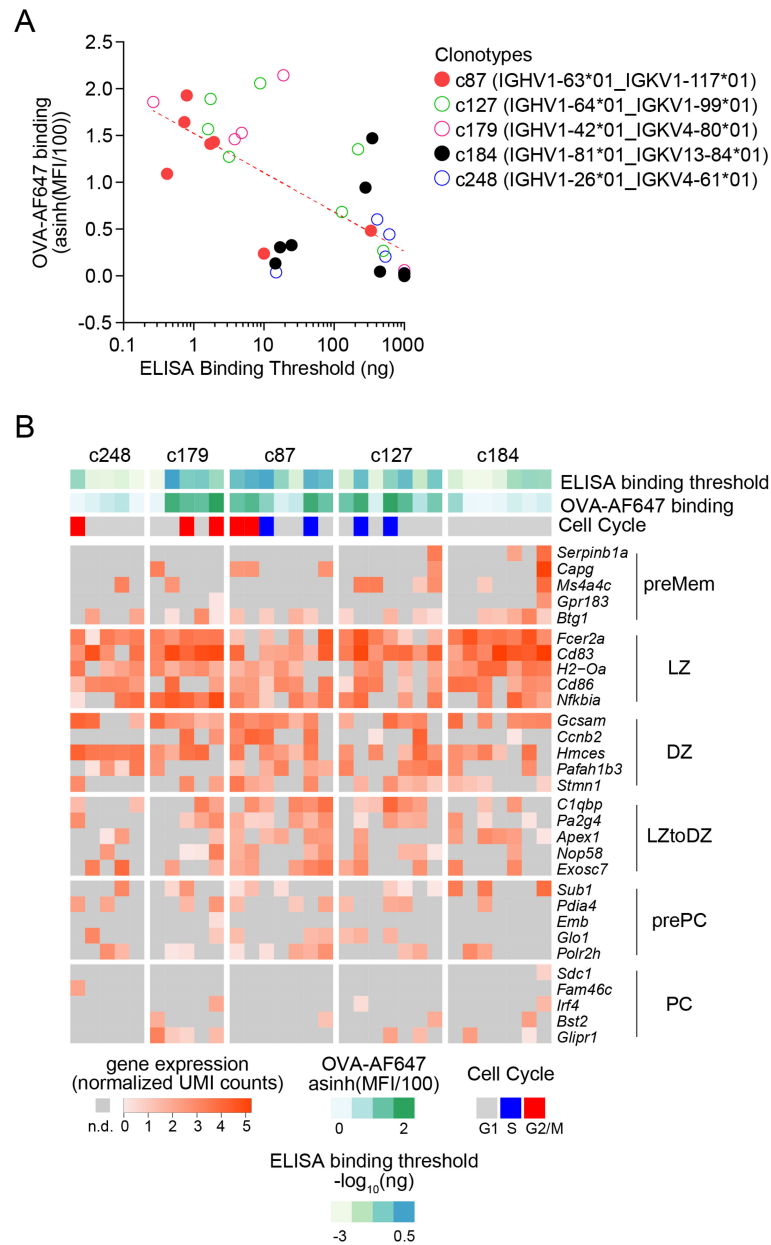 A
2.5
2.0
1.5
1.0
0.5
0.0
-0.5
OVA-AF647 binding
(asinh(MFI/100))
0.1
1
10
100
1000
ELISA Binding Threshold (ng)
Clonotypes
c87 (IGHV1-63*01_IGKV1-117*01)
c127 (IGHV1-64*01_IGKV1-99*01)
c179 (IGHV1-42*01_IGKV4-80*01)
c184 (IGHV1-81*01_IGKV13-84*01)
c248 (IGHV1-26*01_IGKV4-61*01)
B
c248 c179 c87 c127 c184
ELISA binding threshold
OVA-AF647 binding
Cell Cycle
Serpinb1a
Capg
Ms4a4c
Gpr183
Btg1
preMem
Fcer2a
Cd83
H2-Oa
Cd86
Nfkbia
LZ
Gcsam
Ccnb2
Hmces
Pafah1b3
Stmn1
DZ
C1qbp
Pa2g4
Apex1
Nop58
Exosc7
LZtoDZ
Sub1
Pdia4
Emb
Glo1
Polr2h
prePC
Sdc1
Fam46c
Irf4
Bst2
Glipr1
PC
gene expression
(normalized UMI counts)
n.d. 0 1 2 3 4 5
OVA-AF647
asinh(MFI/100)
0 2
Cell Cycle
G1 S G2/M
ELISA binding threshold
-log10(ng)
-3 0.5